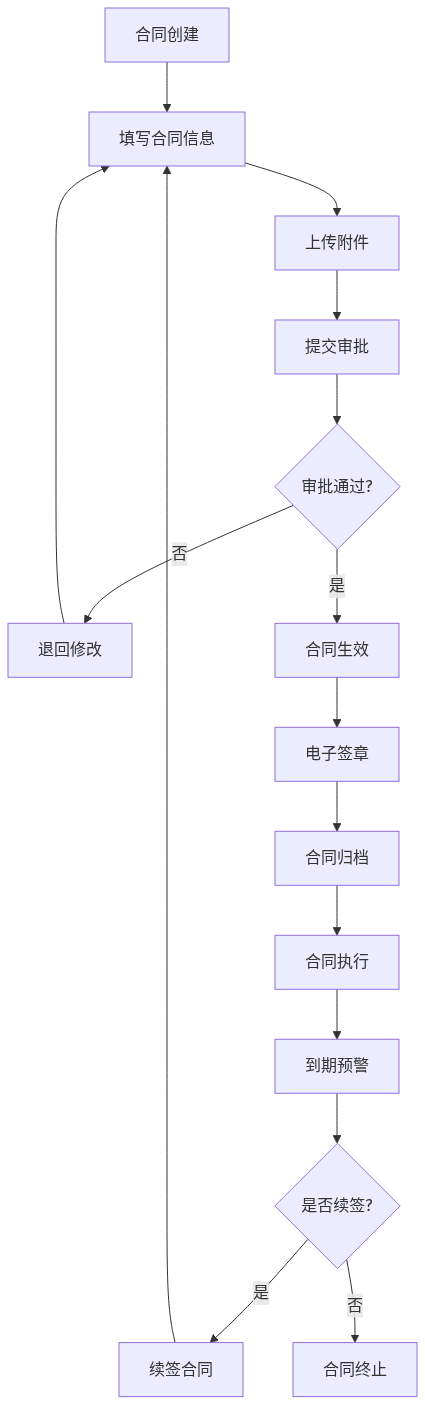 合同创建
填写合同信息
上传附件
提交审批
审批通过?
否
是
退回修改
合同生效
电子签章
合同归档
合同执行
到期预警
是否续签?
是
否
续签合同
合同终止